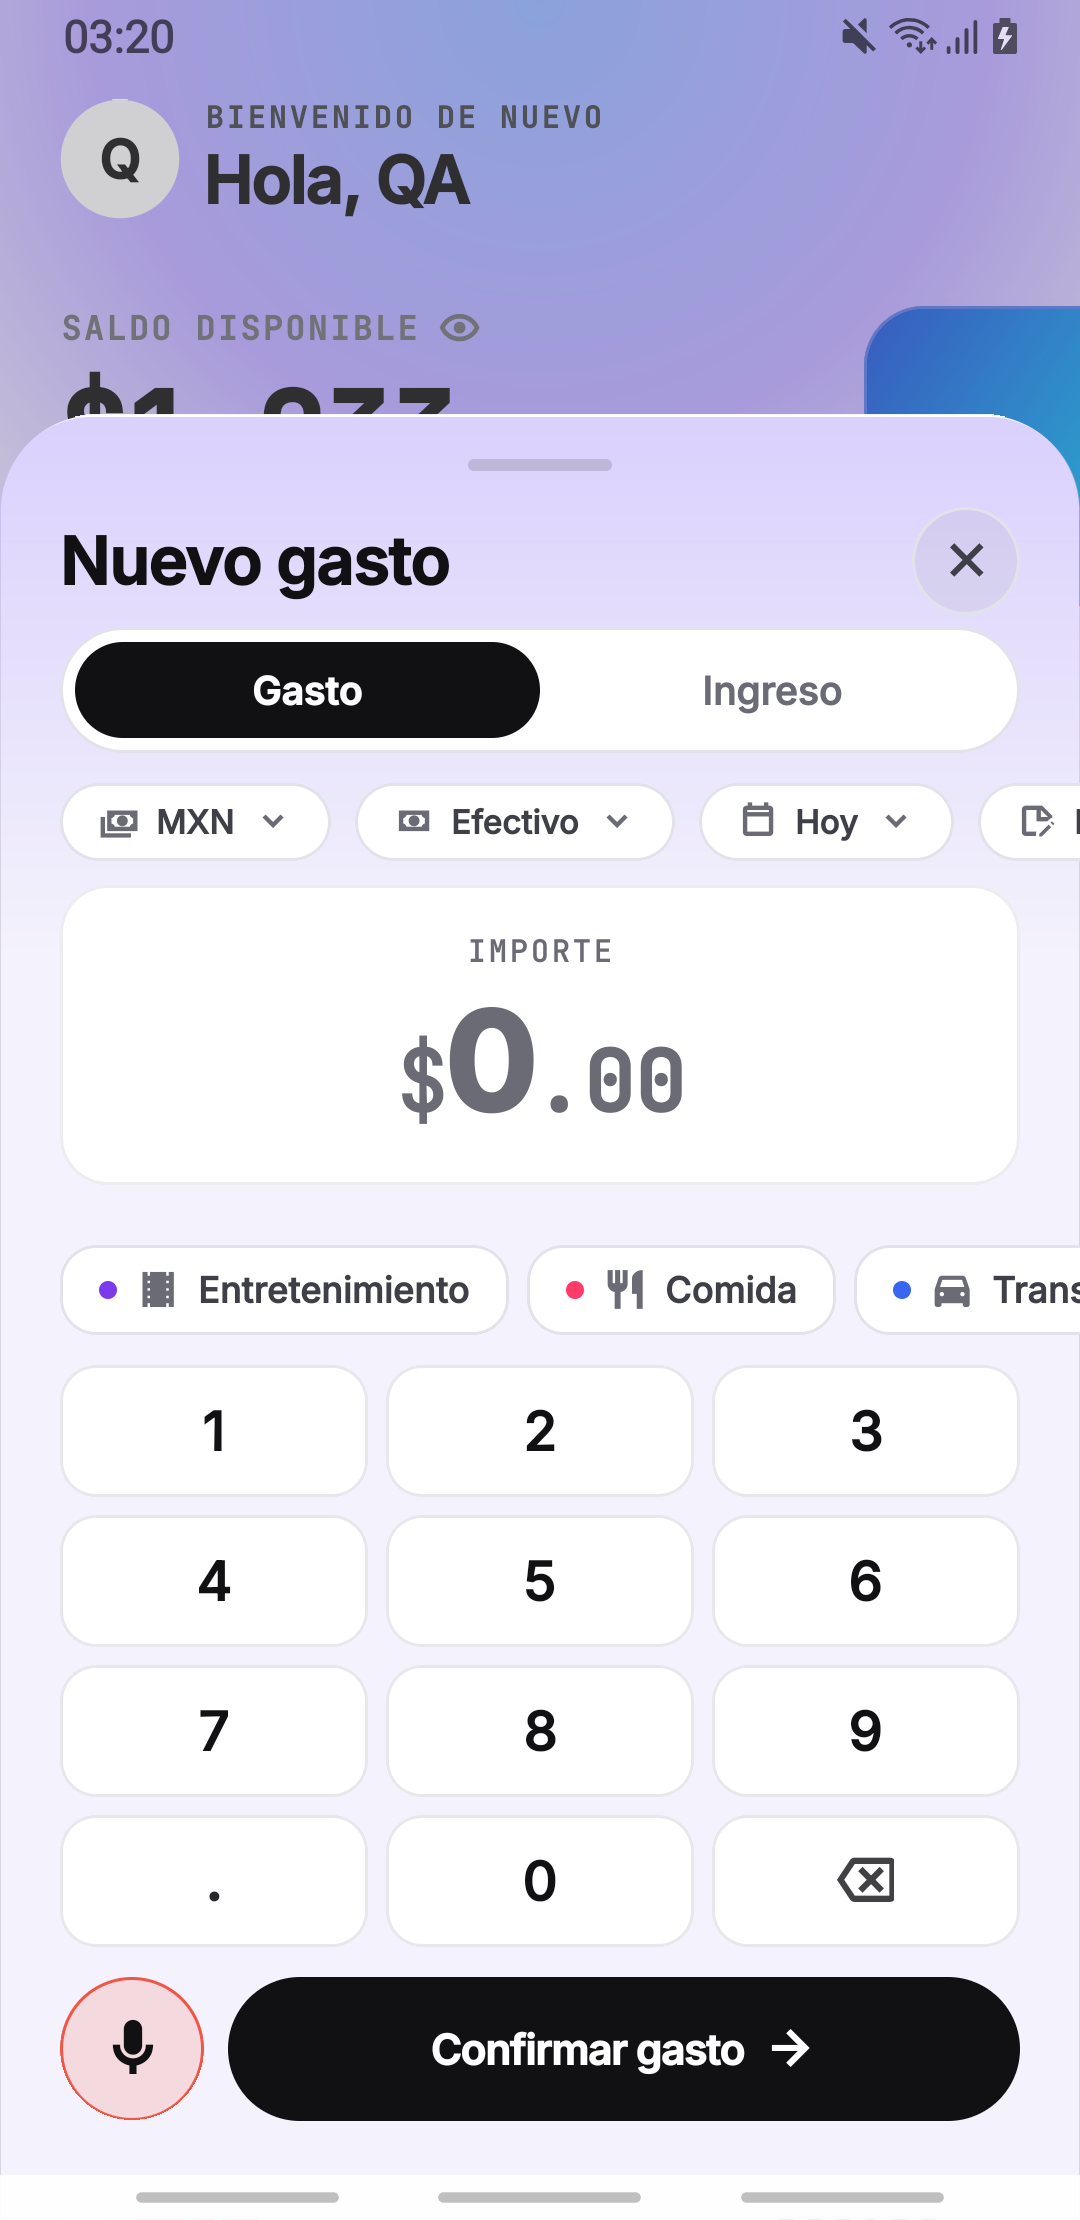 03:20
Q
BIENVENIDO DE NUEVO
Hola, QA
SALDO DISPONIBLE
Nuevo gasto
Gasto Ingreso
MXN Efectivo Hoy
IMPORTE
$0.00
Entretenimiento Comida Trans
1 2 3
4 5 6
7 8 9
. 0
Confirmar gasto →